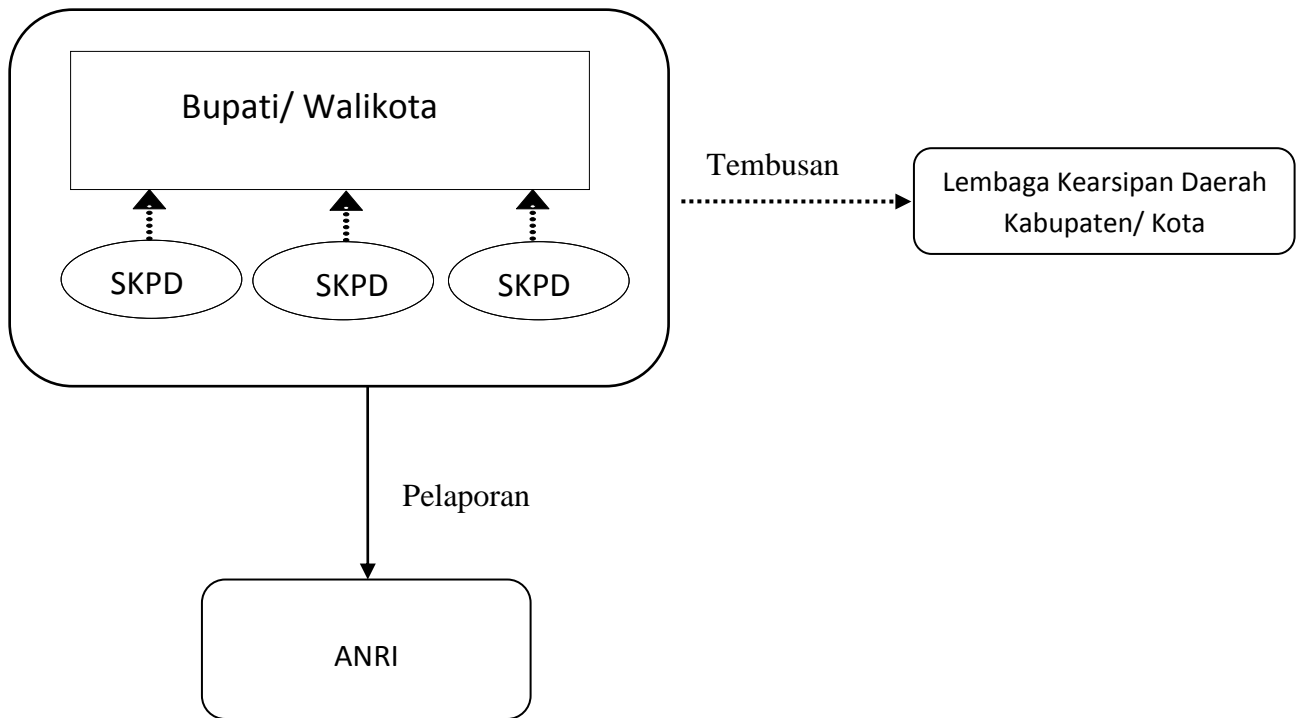 Bupati/ Walikota
Tembusan
Lembaga Kearsipan Daerah
Kabupaten/ Kota
SKPD
SKPD
SKPD
Pelaporan
ANRI